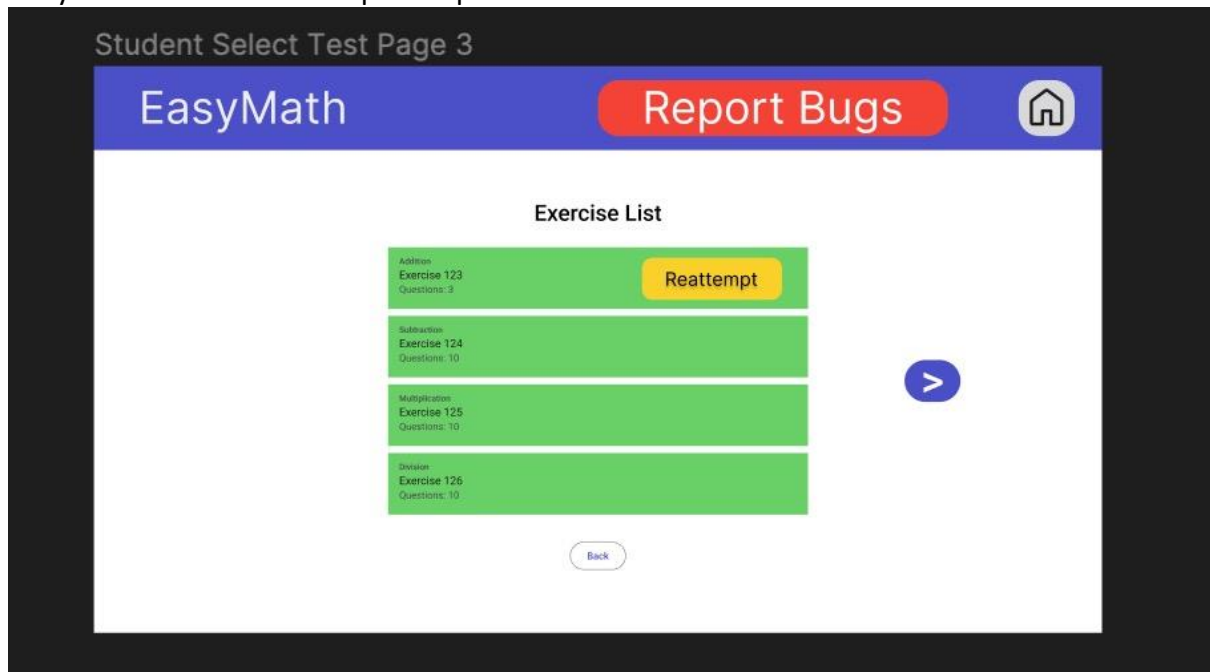 Student Select Test Page 3
EasyMath
Report Bugs
Exercise List
Addition
Exercise 123
Questions: 3
Reattempt
Subtraction
Exercise 124
Questions: 10
Multiplication
Exercise 125
Questions: 10
>
Division
Exercise 126
Questions: 10
Back